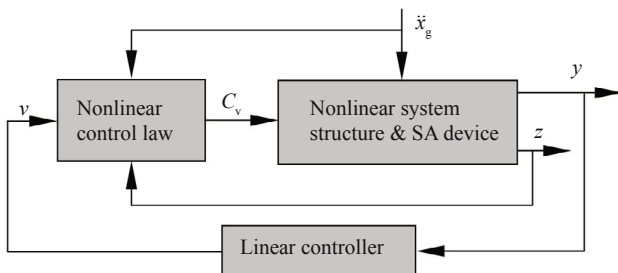 ẍg
y
v
Nonlinear
control law
Cv
Nonlinear system
structure & SA device
z
Linear controller